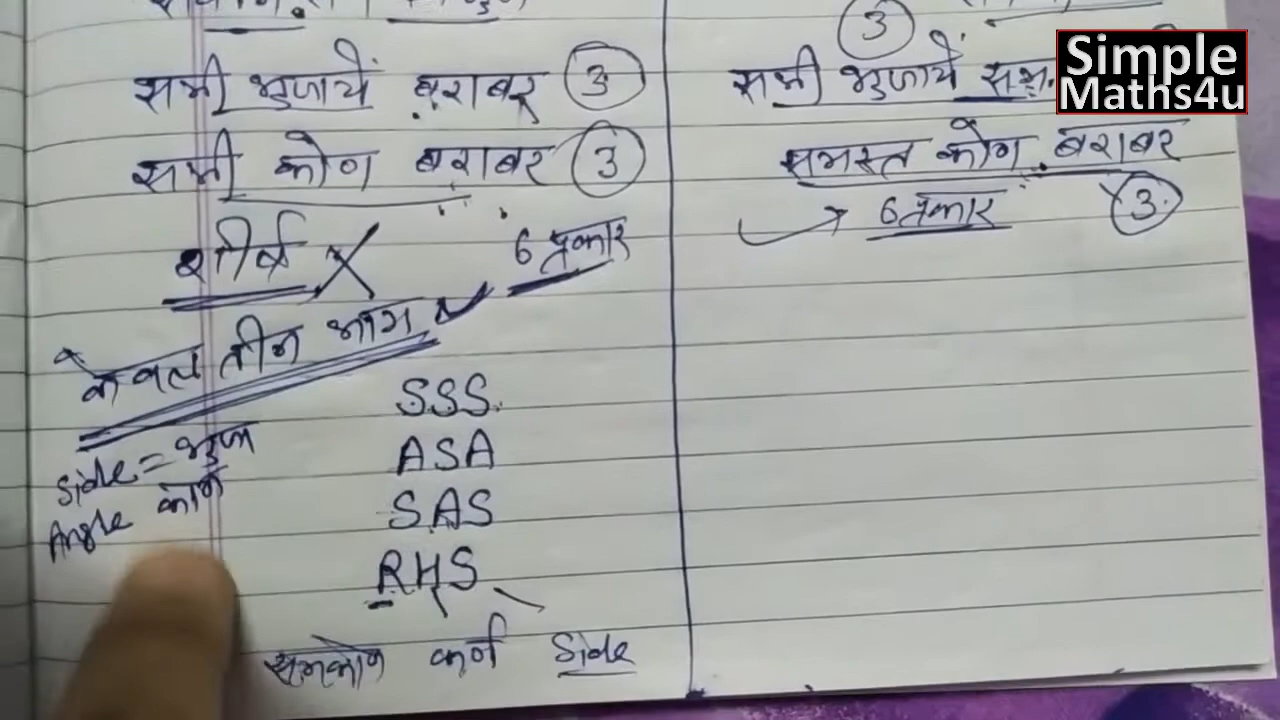 सभी भुजायें बराबर 3
सभी कोण बराबर 3
शीर्ष X
6 प्रकार
केवल तीन भाग
SSS
ASA
SAS
RHS
Side = भुजा
Angle कोण
समकोण कर्ण Side
3
सभी भुजायें
समस्त कोण बराबर
6 प्रकार 3
Simple
Maths4u